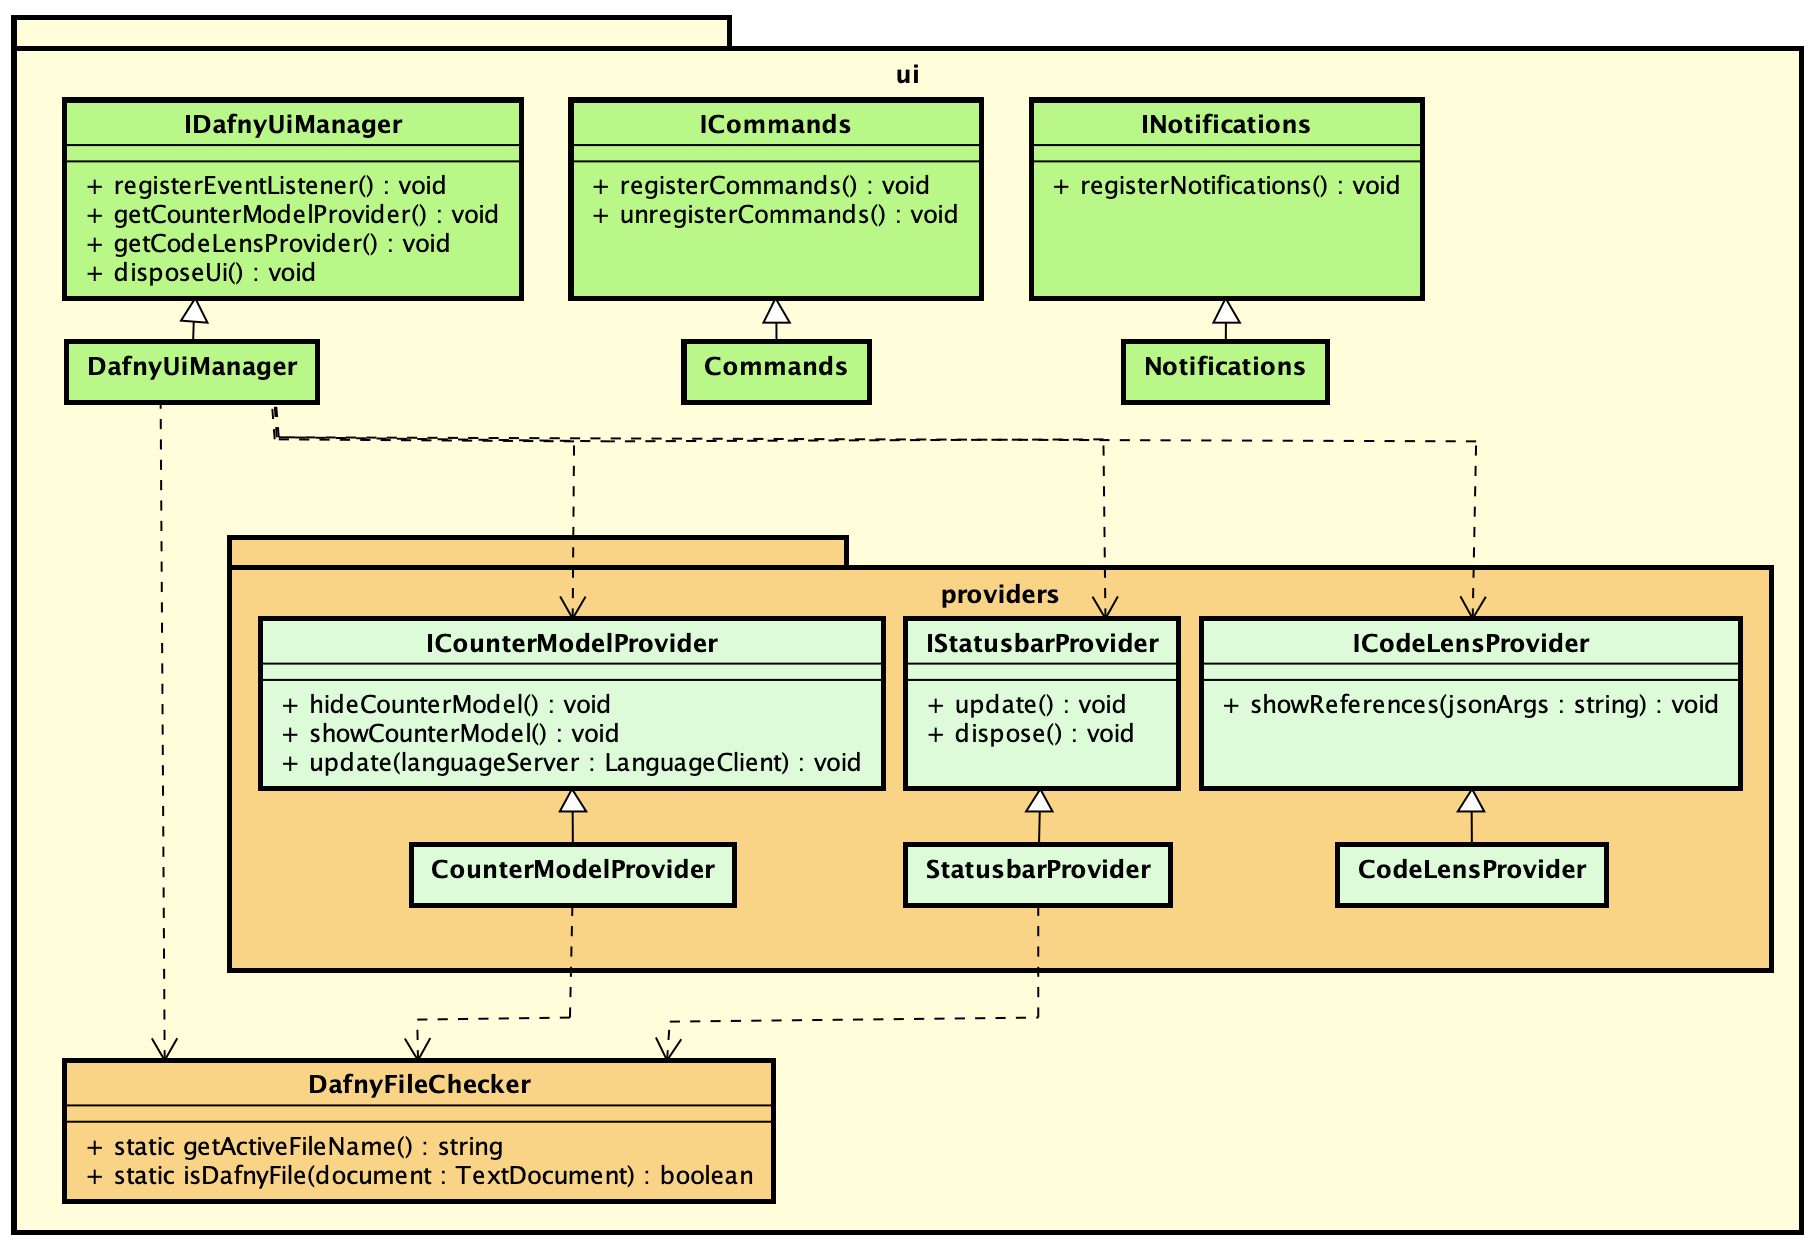 ui
IDafnyUiManager
+ registerEventListener() : void
+ getCounterModelProvider() : void
+ getCodeLensProvider() : void
+ disposeUi() : void
ICommands
+ registerCommands() : void
+ unregisterCommands() : void
INotifications
+ registerNotifications() : void
DafnyUiManager
Commands
Notifications
providers
ICounterModelProvider
+ hideCounterModel() : void
+ showCounterModel() : void
+ update(languageServer : LanguageClient) : void
IStatusbarProvider
+ update() : void
+ dispose() : void
ICodeLensProvider
+ showReferences(jsonArgs : string) : void
CounterModelProvider
StatusbarProvider
CodeLensProvider
DafnyFileChecker
+ static getActiveFileName() : string
+ static isDafnyFile(document : TextDocument) : boolean